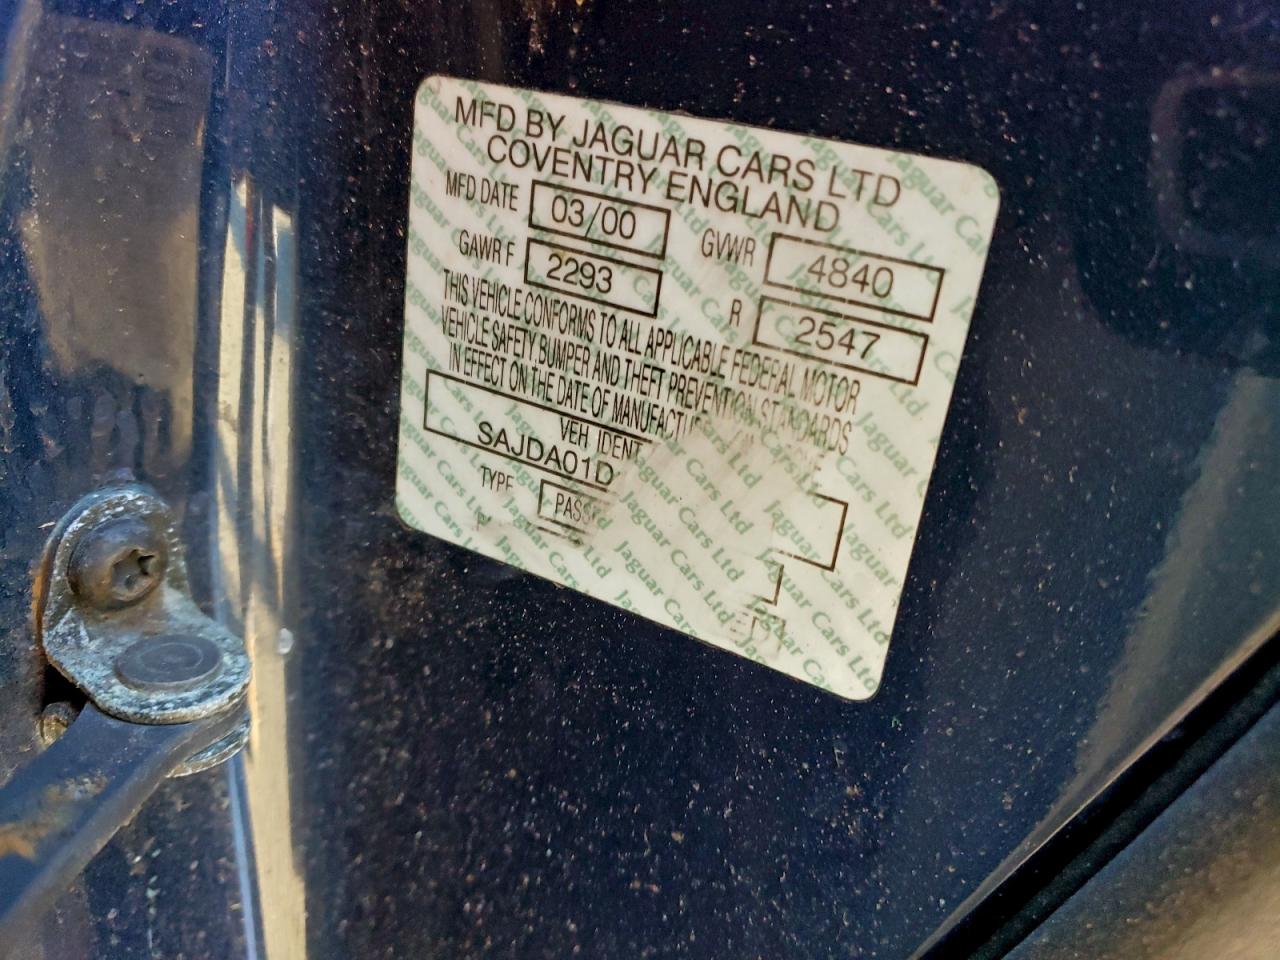 MFD BY JAGUAR CARS LTD
COVENTRY ENGLAND
MFD DATE 03/00 GVWR 4840
GAWR F 2293 R 2547
THIS VEHICLE CONFORMS TO ALL APPLICABLE FEDERAL MOTOR
VEHICLE SAFETY, BUMPER AND THEFT PREVENTION STANDARDS
IN EFFECT ON THE DATE OF
VEH IDENT
SAJDA01D
TYPE